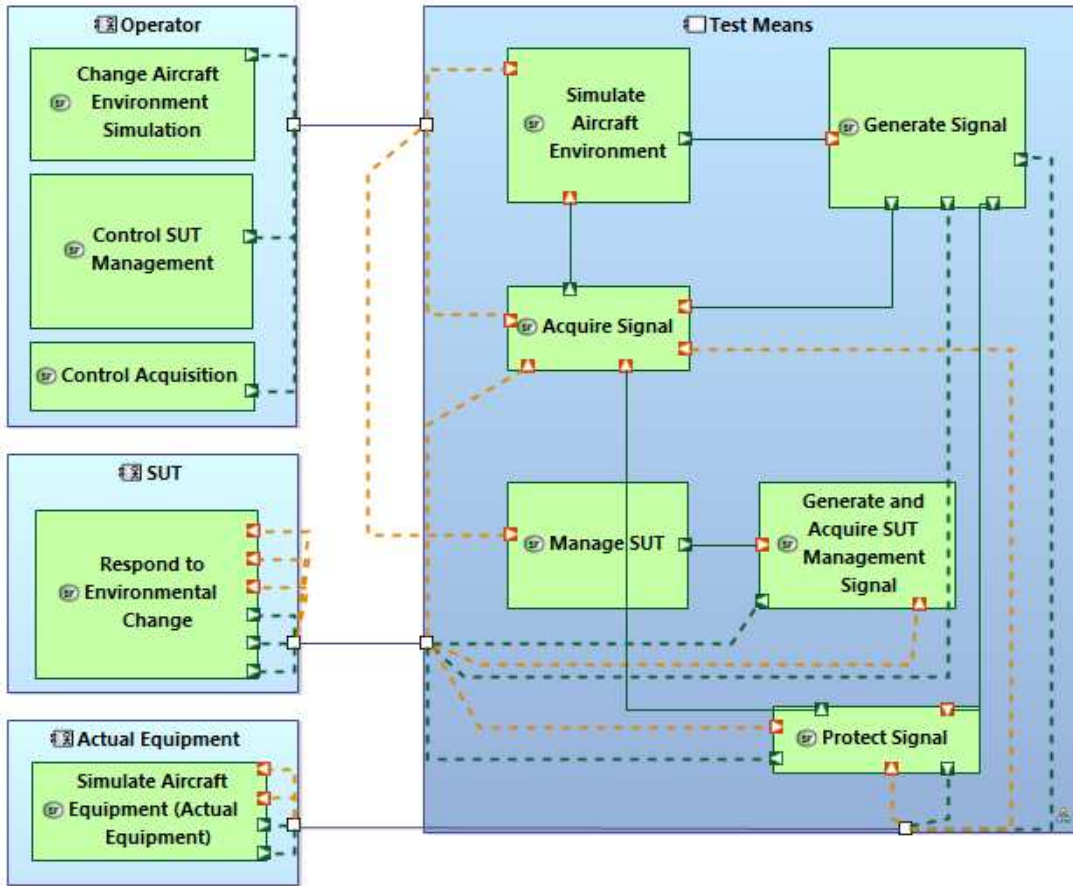 Operator
Change Aircraft
Environment
Simulation
Control SUT
Management
Control Acquisition
SUT
Respond to
Environmental
Change
Actual Equipment
Simulate Aircraft
Equipment (Actual
Equipment)
Test Means
Simulate
Aircraft
Environment
Generate Signal
Acquire Signal
Manage SUT
Generate and
Acquire SUT
Management
Signal
Protect Signal